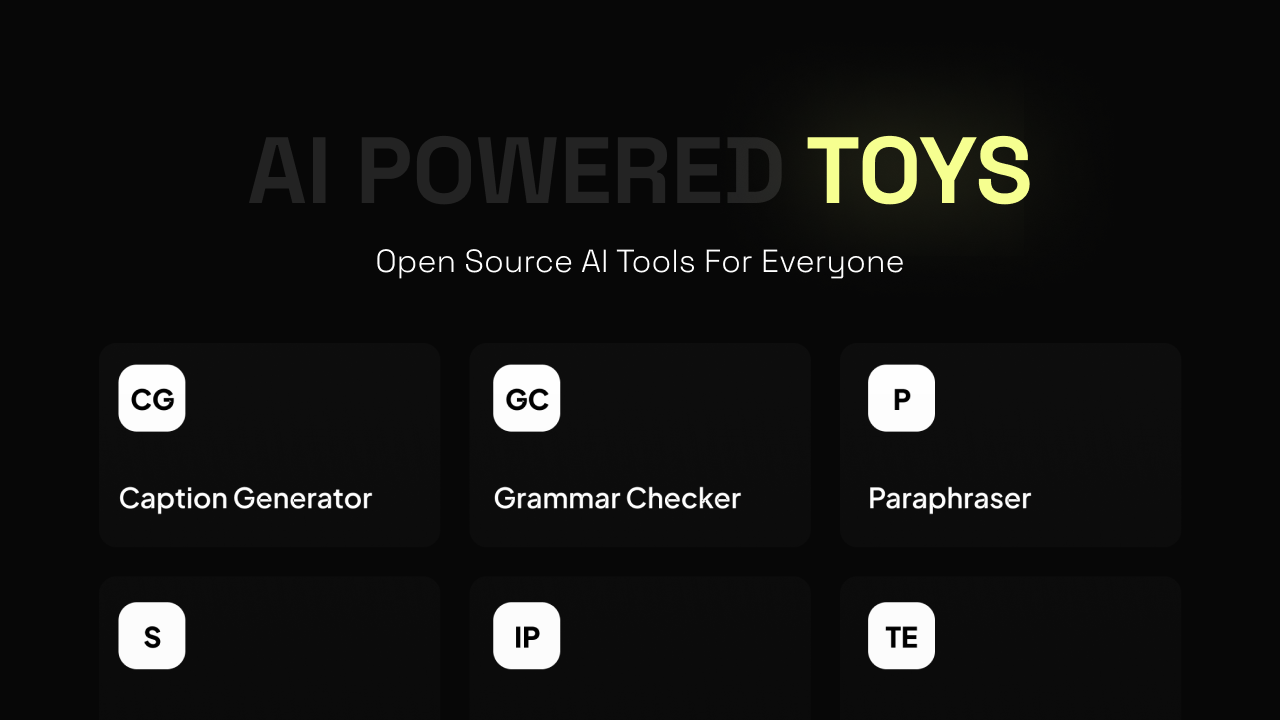 AI POWERED TOYS
Open Source AI Tools For Everyone
CG
GC
P
Caption Generator
Grammar Checker
Paraphraser
S
IP
TE